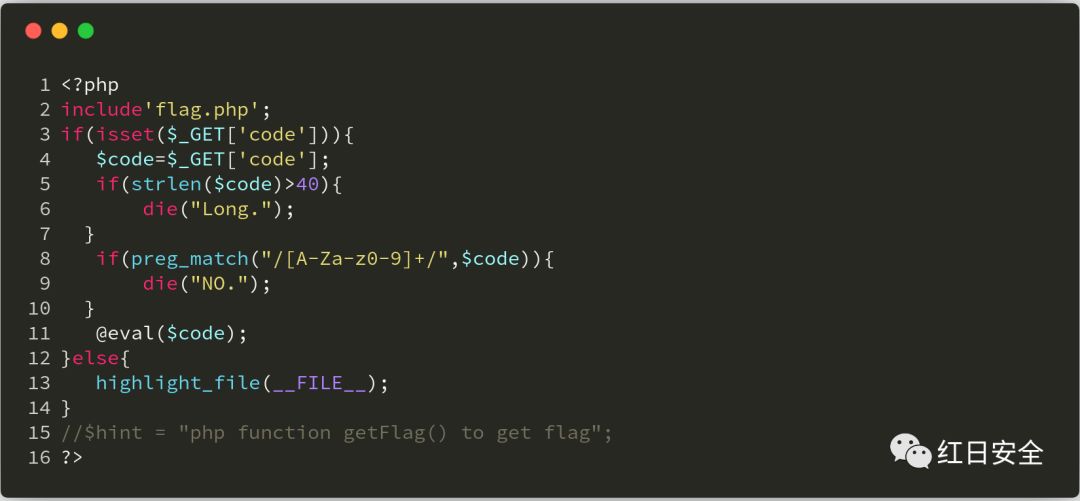 1 <?php
2 include'flag.php';
3 if(isset($_GET['code'])){
4    $code=$_GET['code'];
5    if(strlen($code)>40){
6        die("Long.");
7   }
8    if(preg_match("/[A-Za-z0-9]+/",$code)){
9        die("NO.");
10   }
11    @eval($code);
12 }else{
13    highlight_file(__FILE__);
14 }
15 //$hint = "php function getFlag() to get flag";
16 ?>
红日安全